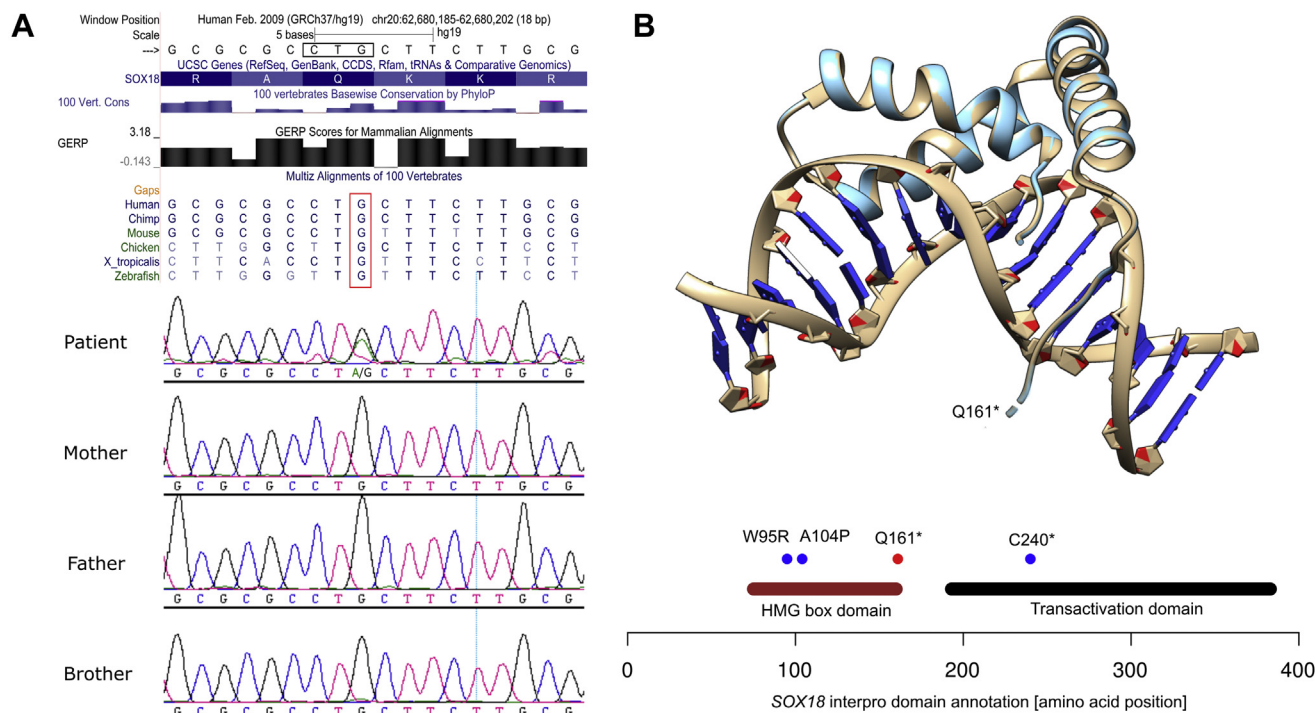 A
Window Position Human Feb. 2009 (GRCh37/hg19) chr20:62,680,185-62,680,202 (18 bp)
Scale 5 bases hg19
---> G C G C G C C T G C T T C T T G C G
UCSC Genes (RefSeq, GenBank, CCDS, Rfam, tRNAs & Comparative Genomics)
SOX18 R A Q K K R
100 vertebrates Basewise Conservation by PhyloP
100 Vert. Cons
3.18 _ GERP Scores for Mammalian Alignments
GERP
-0.143 _
Multiz Alignments of 100 Vertebrates
Gaps
Human G C G C G C C T G C T T C T T G C G
Chimp G C G C G C C T G C T T C T T G C G
Mouse G C G C G C C T G T T T T T T G C G
Chicken C T T G G C T T G C T T C T T C C T
X_tropicalis C T T C A C C T G T T T C C T T C T
Zebrafish C T T G G G T T G T T T C T T C C T
Patient
G C G C G C C T A/G C T T C T T G C G
Mother
G C G C G C C T G C T T C T T G C G
Father
G C G C G C C T G C T T C T T G C G
Brother
G C G C G C C T G C T T C T T G C G
B
Q161*
W95R A104P Q161* C240*
HMG box domain Transactivation domain
0 100 200 300 400
SOX18 interpro domain annotation [amino acid position]